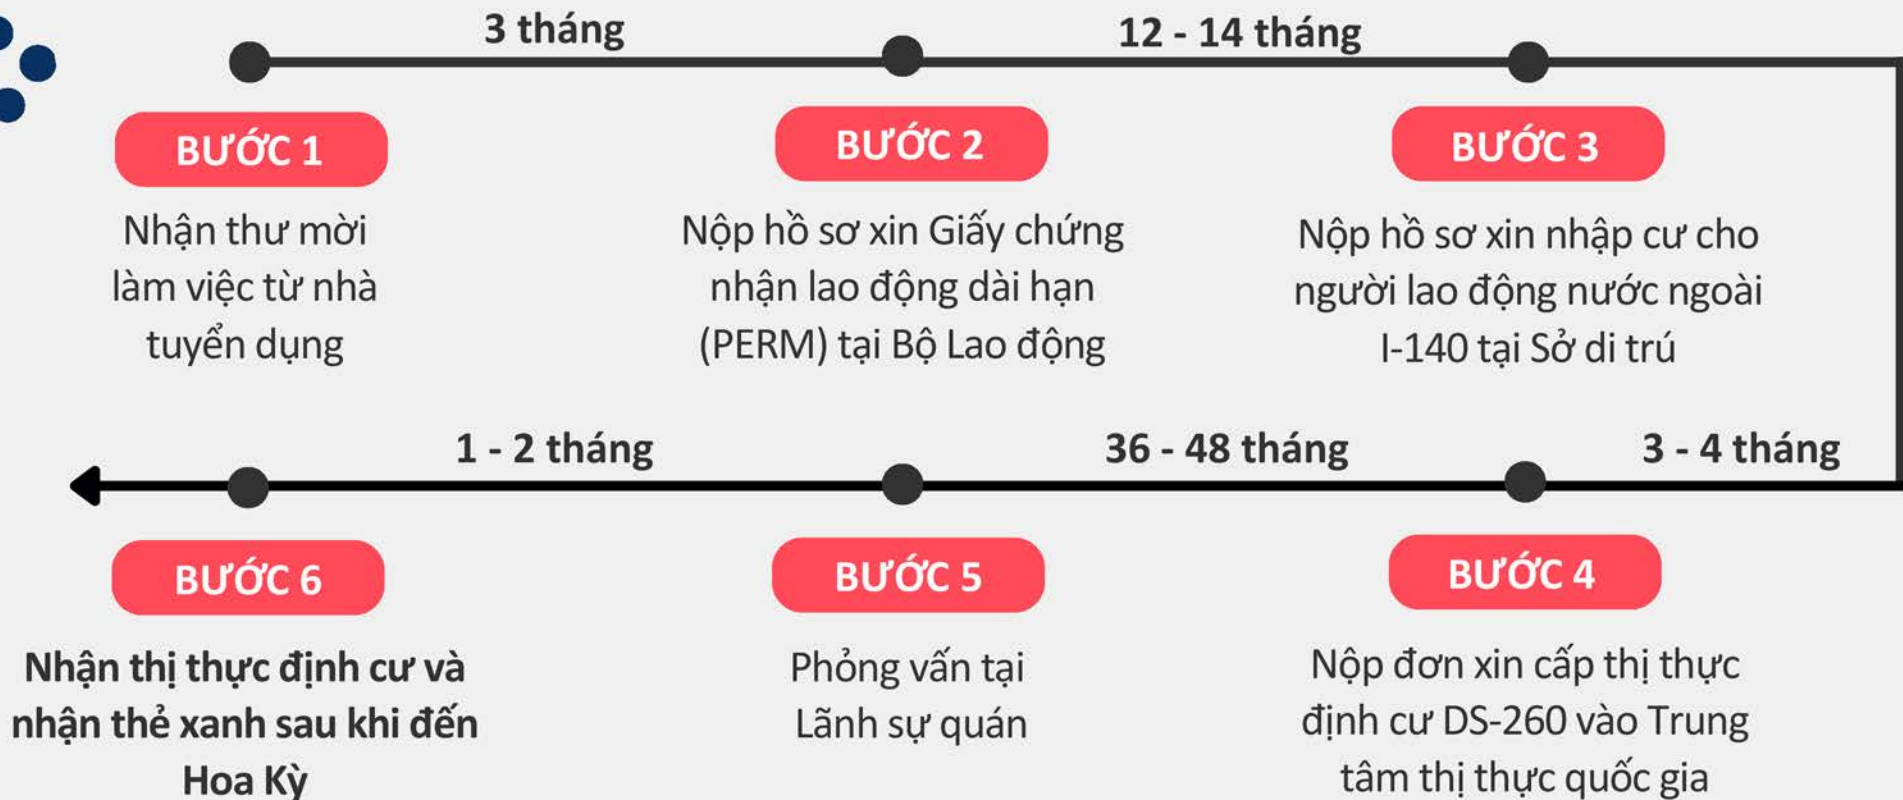 3 tháng
12 - 14 tháng
BƯỚC 1
Nhận thư mời
làm việc từ nhà
tuyển dụng
BƯỚC 2
Nộp hồ sơ xin Giấy chứng
nhận lao động dài hạn
(PERM) tại Bộ Lao động
BƯỚC 3
Nộp hồ sơ xin nhập cư cho
người lao động nước ngoài
I-140 tại Sở di trú
3 - 4 tháng
36 - 48 tháng
1 - 2 tháng
BƯỚC 4
Nộp đơn xin cấp thị thực
định cư DS-260 vào Trung
tâm thị thực quốc gia
BƯỚC 5
Phỏng vấn tại
Lãnh sự quán
BƯỚC 6
Nhận thị thực định cư và
nhận thẻ xanh sau khi đến
Hoa Kỳ